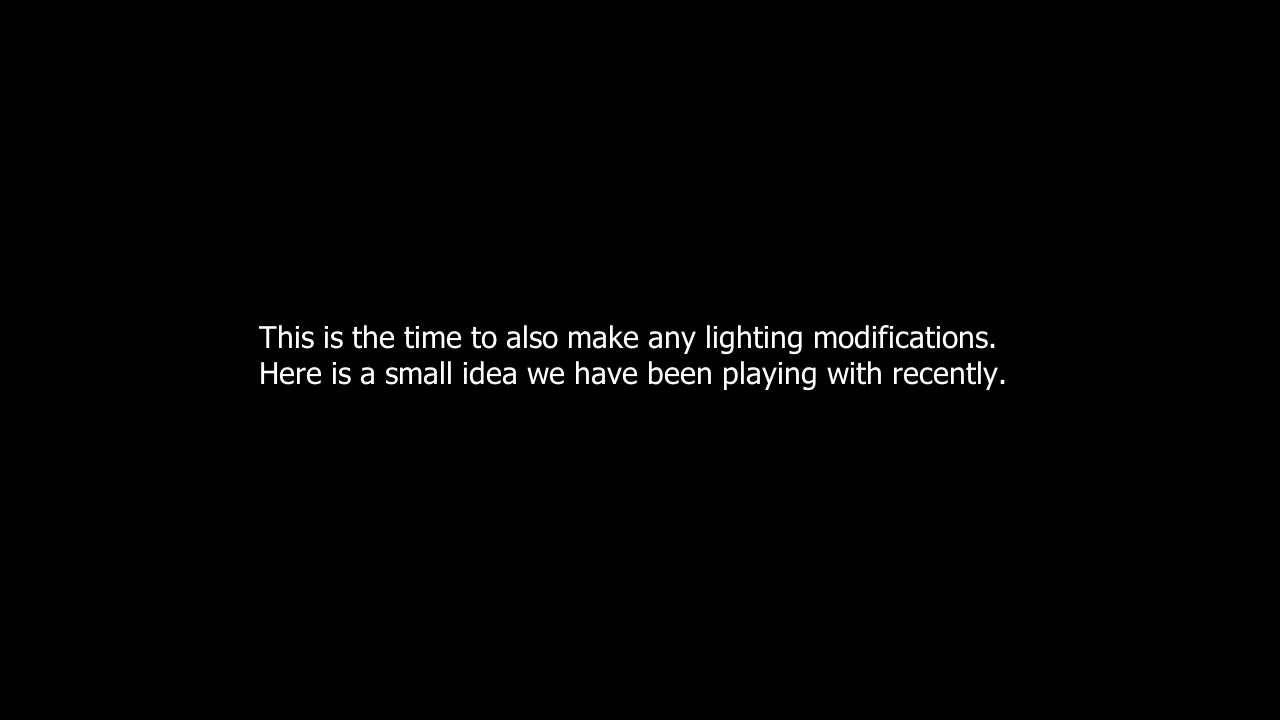 This is the time to also make any lighting modifications.
Here is a small idea we have been playing with recently.